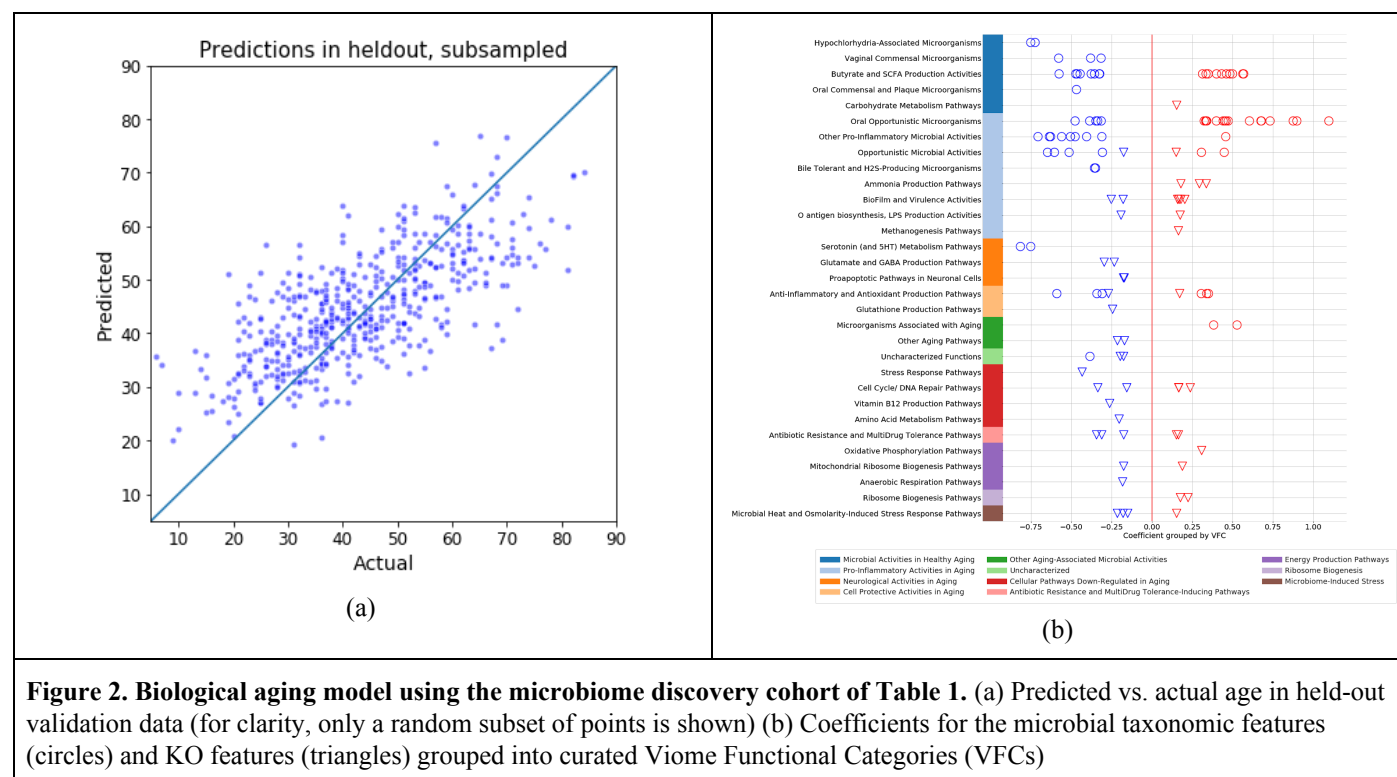 Predictions in heldout, subsampled
90
80
70
60
50
40
30
20
10
Predicted
10 20 30 40 50 60 70 80 90
Actual
(a)
Hypochlorhydria-Associated Microorganisms
Vaginal Commensal Microorganisms
Butyrate and SCFA Production Activities
Oral Commensal and Plaque Microorganisms
Carbohydrate Metabolism Pathways
Oral Opportunistic Microorganisms
Other Pro-Inflammatory Microbial Activities
Opportunistic Microbial Activities
Bile Tolerant and H2S-Producing Microorganisms
Ammonia Production Pathways
BioFilm and Virulence Activities
O antigen biosynthesis, LPS Production Activities
Methanogenesis Pathways
Serotonin (and 5HT) Metabolism Pathways
Glutamate and GABA Production Pathways
Proapoptotic Pathways in Neuronal Cells
Anti-Inflammatory and Antioxidant Production Pathways
Glutathione Production Pathways
Microorganisms Associated with Aging
Other Aging Pathways
Uncharacterized Functions
Stress Response Pathways
Cell Cycle/ DNA Repair Pathways
Vitamin B12 Production Pathways
Amino Acid Metabolism Pathways
Antibiotic Resistance and MultiDrug Tolerance Pathways
Oxidative Phosphorylation Pathways
Mitochondrial Ribosome Biogenesis Pathways
Anaerobic Respiration Pathways
Ribosome Biogenesis Pathways
Microbial Heat and Osmolarity-Induced Stress Response Pathways
−0.75 −0.50 −0.25 0.00 0.25 0.50 0.75 1.00
Coefficient grouped by VFC
Microbial Activities in Healthy Aging
Pro-Inflammatory Activities in Aging
Neurological Activities in Aging
Cell Protective Activities in Aging
Other Aging-Associated Microbial Activities
Uncharacterized
Cellular Pathways Down-Regulated in Aging
Antibiotic Resistance and MultiDrug Tolerance-Inducing Pathways
Energy Production Pathways
Ribosome Biogenesis
Microbiome-Induced Stress
(b)
Figure 2. Biological aging model using the microbiome discovery cohort of Table 1. (a) Predicted vs. actual age in held-out
validation data (for clarity, only a random subset of points is shown) (b) Coefficients for the microbial taxonomic features
(circles) and KO features (triangles) grouped into curated Viome Functional Categories (VFCs)